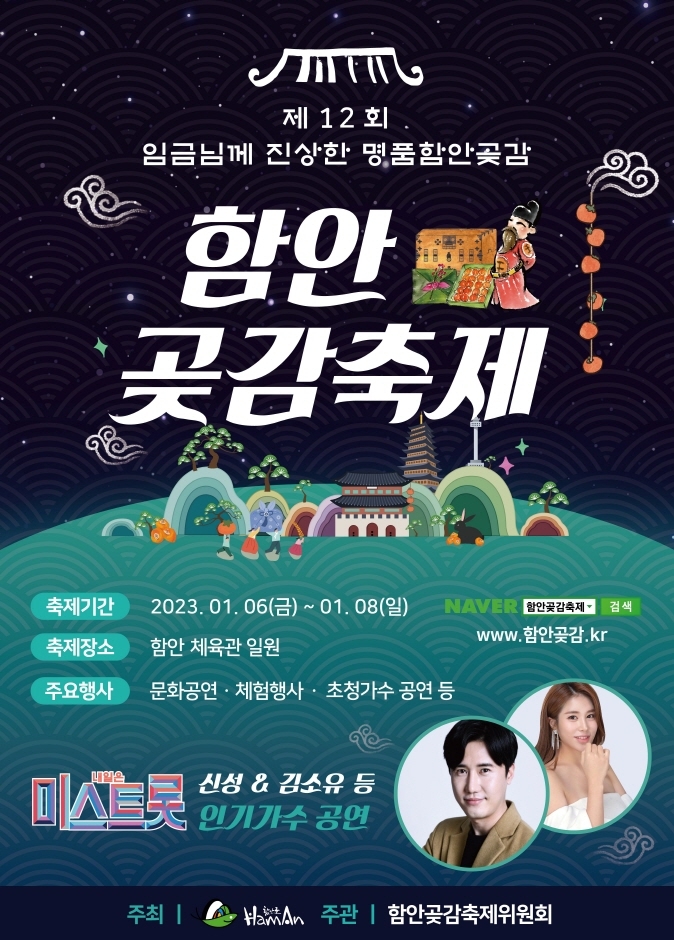 제 12 회
임금님께 진상한 명품함안곶감
함안
곶감축제
축제기간 2023. 01. 06(금) ~ 01. 08(일)
NAVER 함안곶감축제 검색
축제장소 함안 체육관 일원
www.함안곶감.kr
주요행사 문화공연 · 체험행사 · 초청가수 공연 등
내일은
미스트롯
신성 & 김소유 등
인기가수 공연
주최 | HamAn 주관 | 함안곶감축제위원회